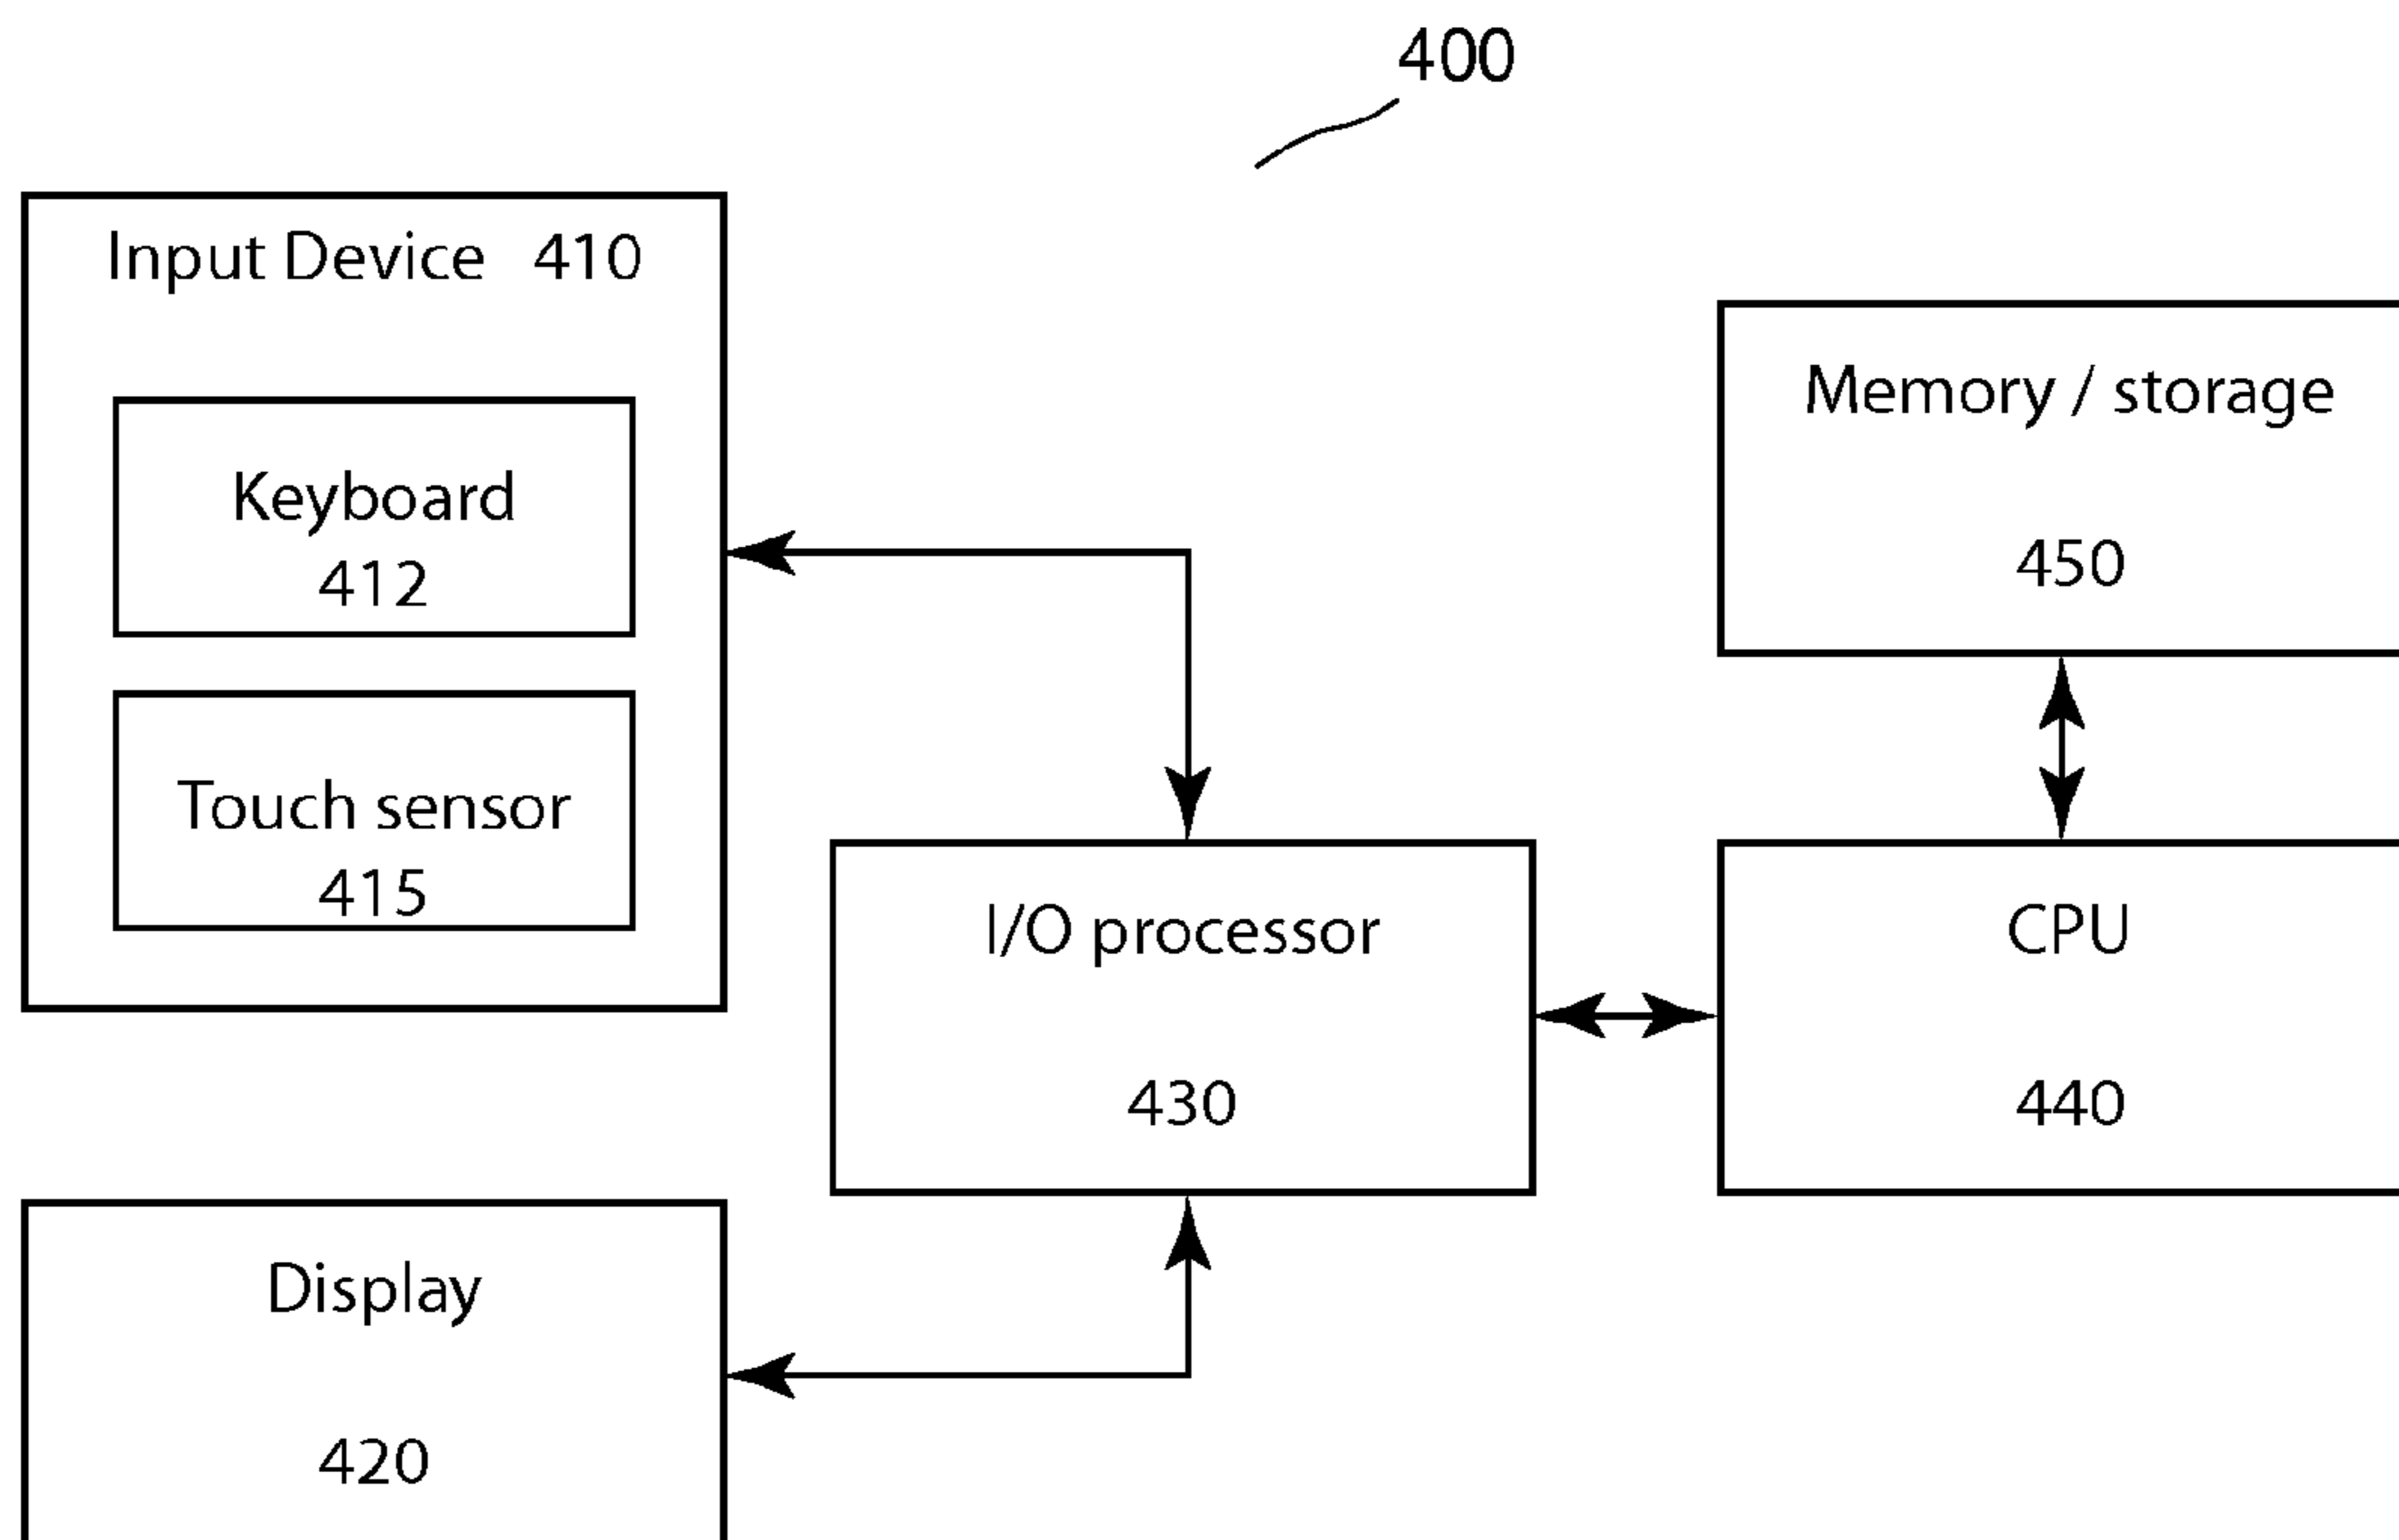 400
Input Device 410
Keyboard
412
Touch sensor
415
Memory / storage
450
I/O processor
430
CPU
440
Display
420